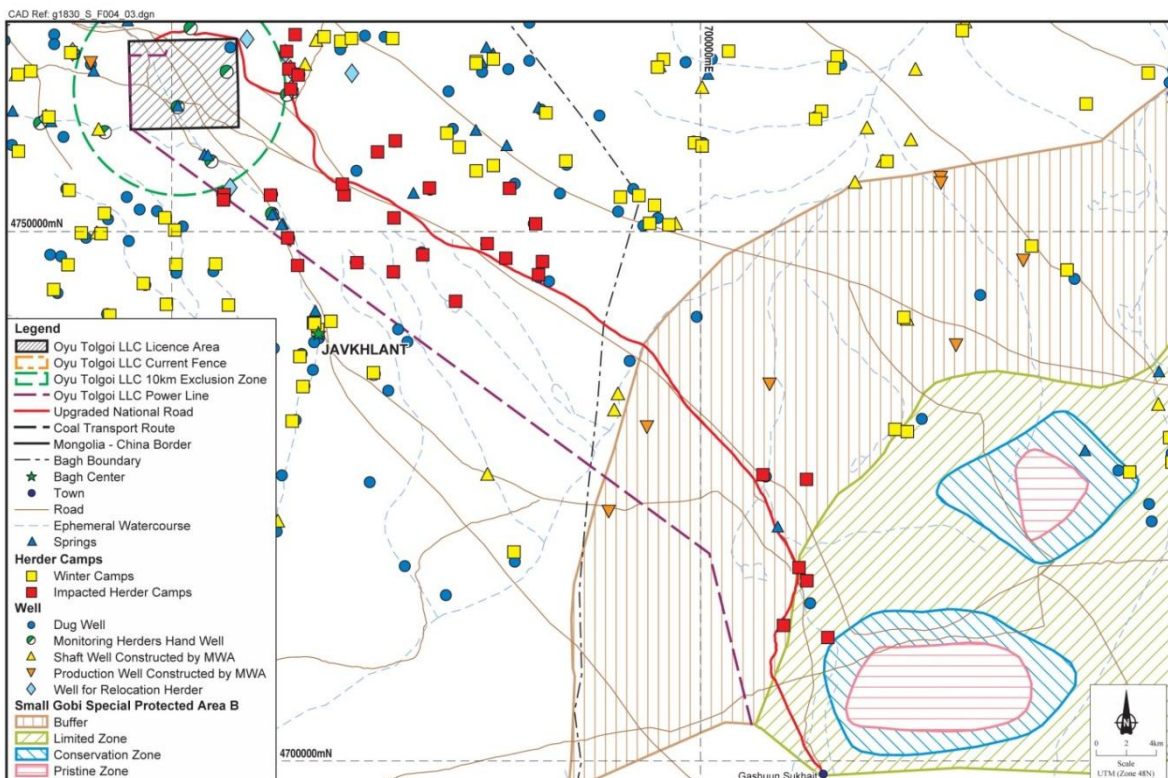 CAD Ref: g1830_S_F004_03.dgn
700000mE
4750000mN
JAVKHLANT
Legend
Oyu Tolgoi LLC Licence Area
Oyu Tolgoi LLC Current Fence
Oyu Tolgoi LLC 10km Exclusion Zone
Oyu Tolgoi LLC Power Line
Upgraded National Road
Coal Transport Route
Mongolia - China Border
Bagh Boundary
Bagh Center
Town
Road
Ephemeral Watercourse
Springs
Herder Camps
Winter Camps
Impacted Herder Camps
Well
Dug Well
Monitoring Herders Hand Well
Shaft Well Constructed by MWA
Production Well Constructed by MWA
Well for Relocation Herder
Small Gobi Special Protected Area B
Buffer
Limited Zone
Conservation Zone
Pristine Zone
4700000mN
Gashuun Sukhait
N
0 2 4km
Scale
UTM (Zone 48N)